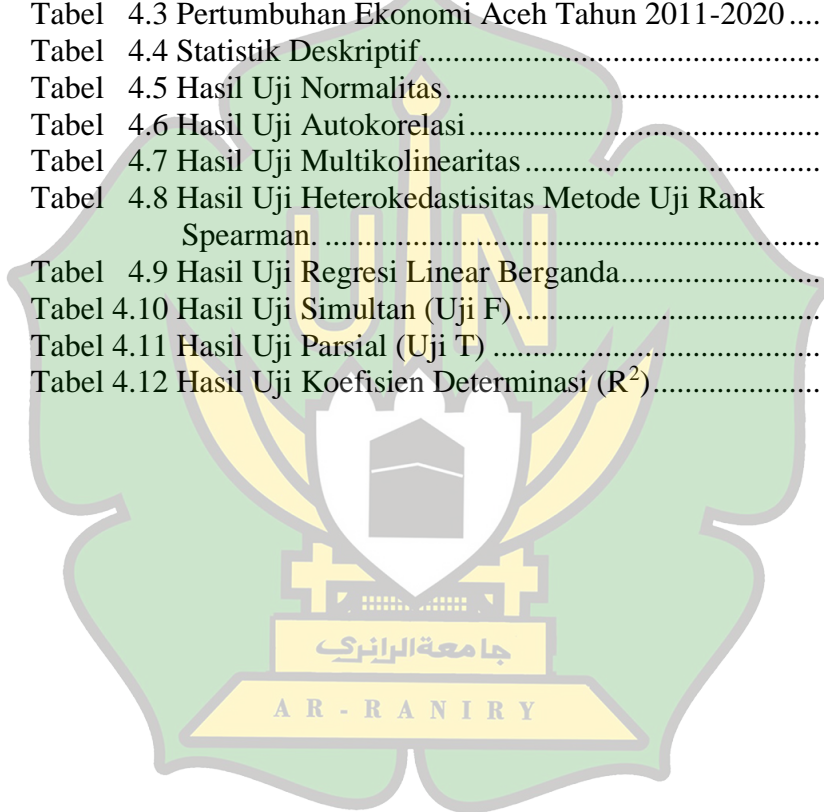 Tabel 4.3 Pertumbuhan Ekonomi Aceh Tahun 2011-2020 ....
Tabel 4.4 Statistik Deskriptif..............................................
Tabel 4.5 Hasil Uji Normalitas...........................................
Tabel 4.6 Hasil Uji Autokorelasi........................................
Tabel 4.7 Hasil Uji Multikolinearitas.................................
Tabel 4.8 Hasil Uji Heterokedastisitas Metode Uji Rank
Spearman. .........................................................
Tabel 4.9 Hasil Uji Regresi Linear Berganda.......................
Tabel 4.10 Hasil Uji Simultan (Uji F)..................................
Tabel 4.11 Hasil Uji Parsial (Uji T) .....................................
Tabel 4.12 Hasil Uji Koefisien Determinasi (R²)...................
UIN
جامعةالرانري
AR-RANIRY